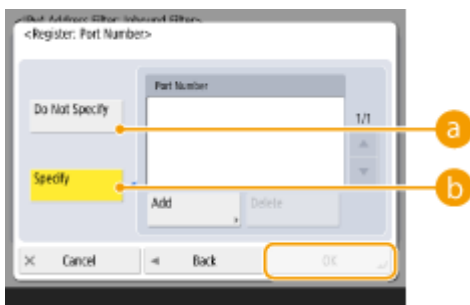 <IPv4 Address Filter: Inbound Filter>
<Register: Port Number>
Port Number
Do Not Specify
1/1
a
Specify
b
Add
Delete
× Cancel
◄ Back
OK